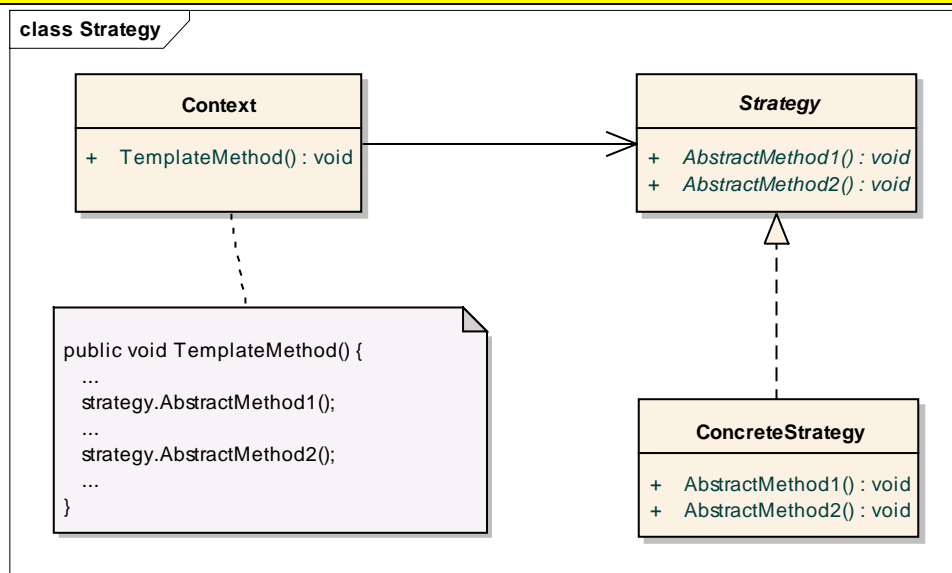 class Strategy
Context
+ TemplateMethod() : void
Strategy
+ AbstractMethod1() : void
+ AbstractMethod2() : void
public void TemplateMethod() {
...
strategy.AbstractMethod1();
...
strategy.AbstractMethod2();
...
}
ConcreteStrategy
+ AbstractMethod1() : void
+ AbstractMethod2() : void